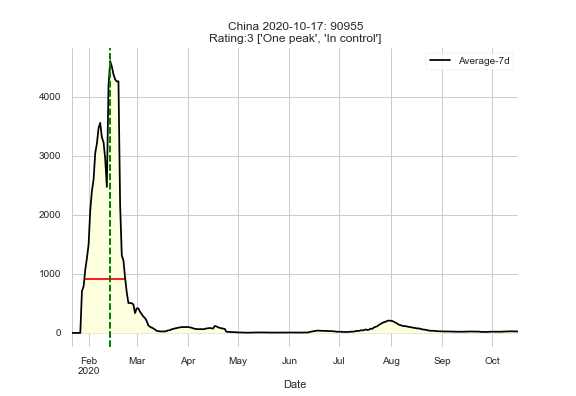 China 2020-10-17: 90955
Rating:3 ['One peak', 'In control']
Average-7d
4000
3000
2000
1000
0
Feb Mar Apr May Jun Jul Aug Sep Oct
2020
Date